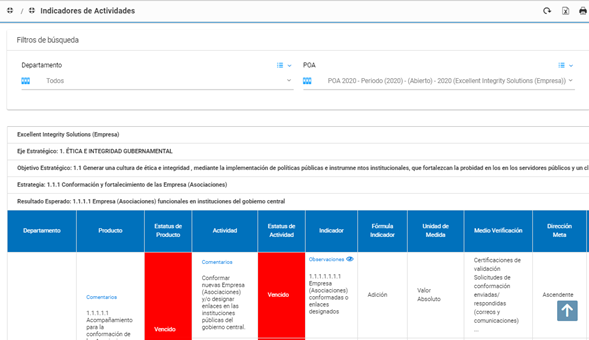 / Indicadores de Actividades
Filtros de búsqueda
Departamento
POA
Todos
POA 2020 - Periodo (2020) - (Abierto) - 2020 (Excellent Integrity Solutions (Empresa))
Excellent Integrity Solutions (Empresa)
Eje Estratégico: 1. ÉTICA E INTEGRIDAD GUBERNAMENTAL
Objetivo Estratégico: 1.1 Generar una cultura de ética e integridad , mediante la implementación de políticas públicas e instrumne ntos institucionales, que fortalezcan la probidad en los en los servidores públicos y un cl
Estrategia: 1.1.1 Conformación y fortalecimiento de las Empresa (Asociaciones)
Resultado Esperado: 1.1.1.1 Empresa (Asociaciones) funcionales en instituciones del gobierno central
Departamento
Producto
Estatus de
Producto
Actividad
Estatus de
Actividad
Indicador
Fórmula
Indicador
Unidad de
Medida
Medio Verificación
Dirección
Meta
Comentarios
1.1.1.1.1
Acompañamiento
para la
conformación de
Vencido
Comentarios
Conformar
nuevas Empresa
(Asociaciones)
y/o designar
enlaces en las
instituciones
públicas del
gobierno central.
Vencido
Observaciones
1.1.1.1.1.1.1
Empresa
(Asociaciones)
conformadas o
enlaces
designados
Adición
Valor
Absoluto
Certificaciones de
validación
Solicitudes de
conformación
enviadas/
respondidas
(correos y
comunicaciones)
...
Ascendente